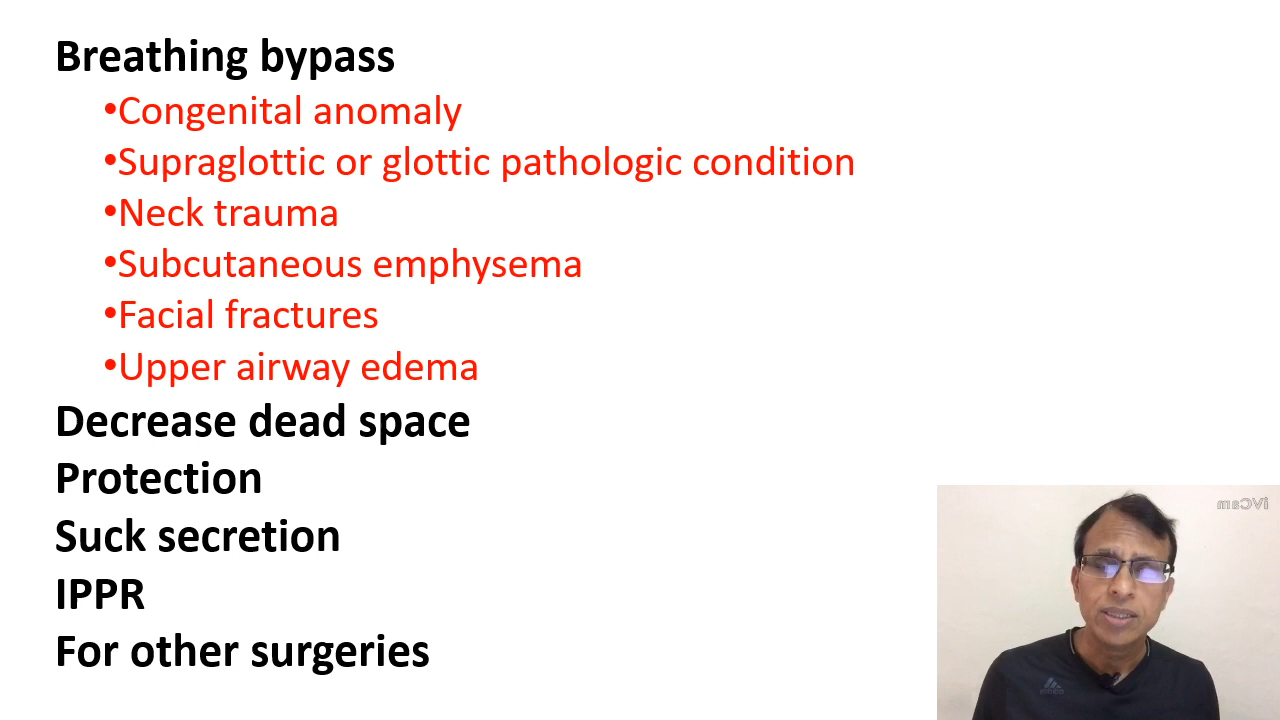 Breathing bypass
•Congenital anomaly
•Supraglottic or glottic pathologic condition
•Neck trauma
•Subcutaneous emphysema
•Facial fractures
•Upper airway edema
Decrease dead space
Protection
Suck secretion
IPPR
For other surgeries
iVCam